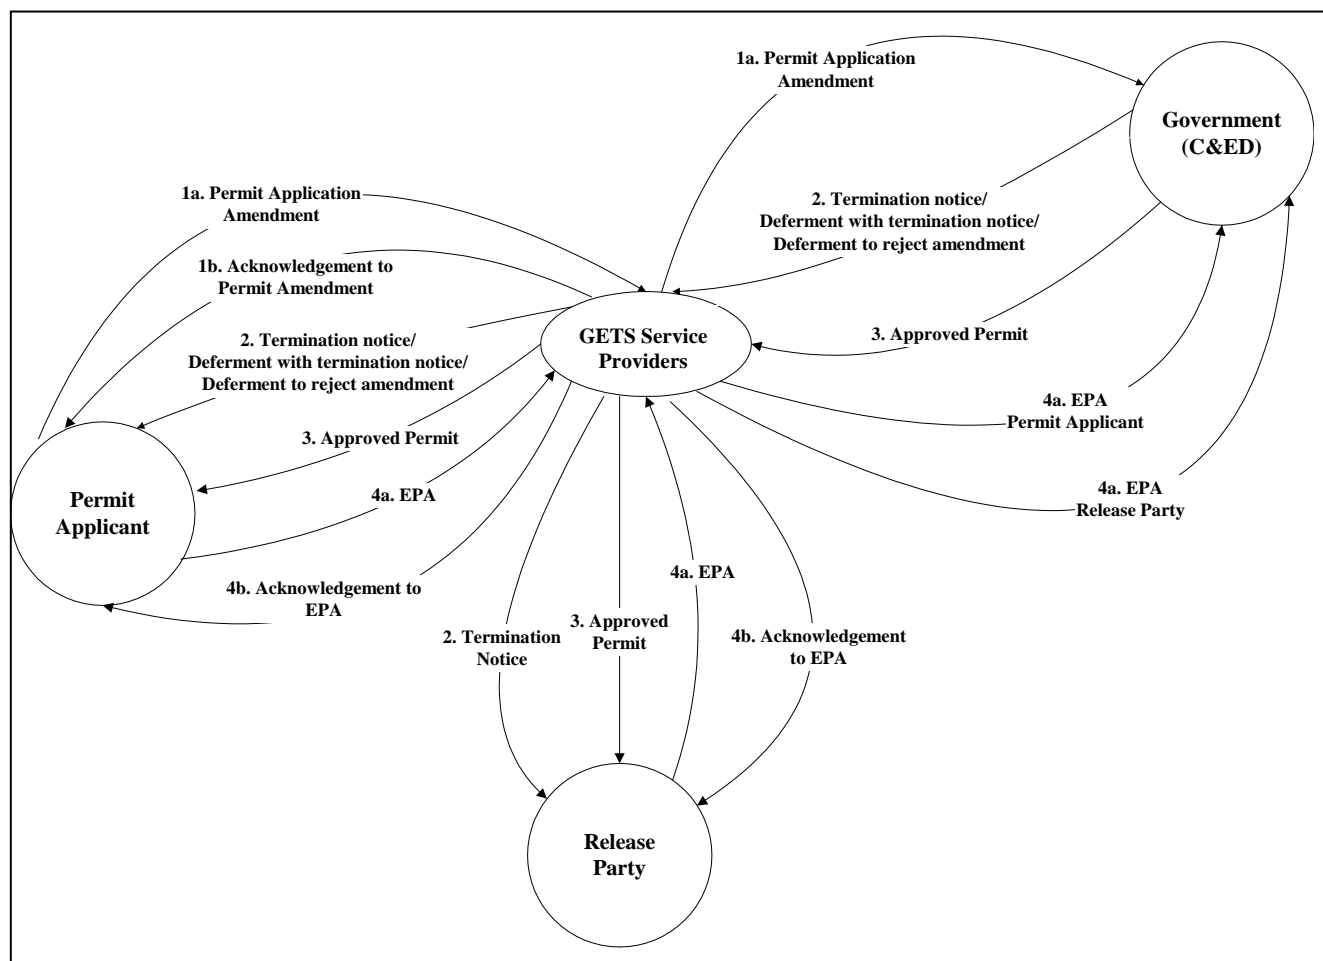 1a. Permit Application
Amendment
Government
(C&ED)
1a. Permit Application
Amendment
2. Termination notice/
Deferment with termination notice/
Deferment to reject amendment
1b. Acknowledgement to
Permit Amendment
GETS Service
Providers
3. Approved Permit
2. Termination notice/
Deferment with termination notice/
Deferment to reject amendment
4a. EPA
Permit Applicant
3. Approved Permit
4a. EPA
4a. EPA
Release Party
Permit
Applicant
4b. Acknowledgement to
EPA
4a. EPA
2. Termination
Notice
3. Approved
Permit
4b. Acknowledgement
to EPA
Release
Party